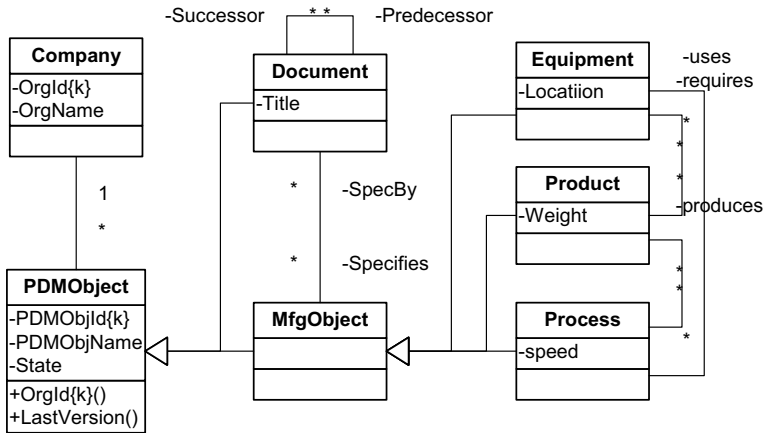 -Successor
* *
-Predecessor
Company
-OrgId{k}
-OrgName
Document
-Title
Equipment
-Locatiion
-uses
-requires
*
*
*
1
*
*
-SpecBy
*
-Specifies
Product
-Weight
-produces
PDMObject
-PDMObjId{k}
-PDMObjName
-State
+OrgId{k}()
+LastVersion()
MfgObject
*
*
Process
-speed
*